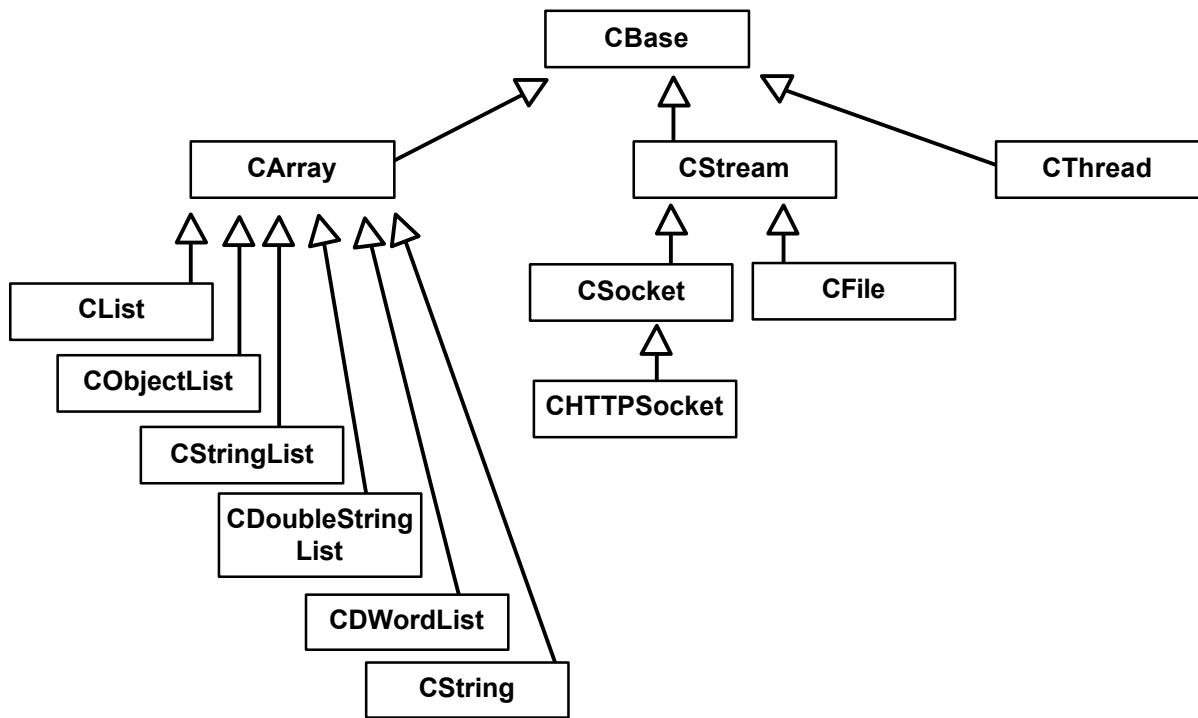 CBase
CArray
CStream
CThread
CList
CSocket
CFile
CObjectList
CHTTPSocket
CStringList
CDoubleString
List
CDWordList
CString